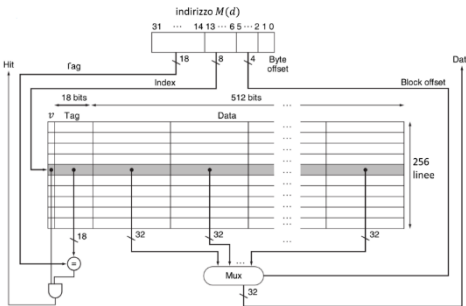 indirizzo M(d)
31 ··· 14 13 ··· 6 5 ··· 2 1 0
Hit
Dat
18
8
4
Byte
offset
Tag
Index
Block offset
18 bits
512 bits
...
v
Tag
Data
...
...
...
...
256
linee
...
...
...
18
32
32
...
32
...
=
Mux
32